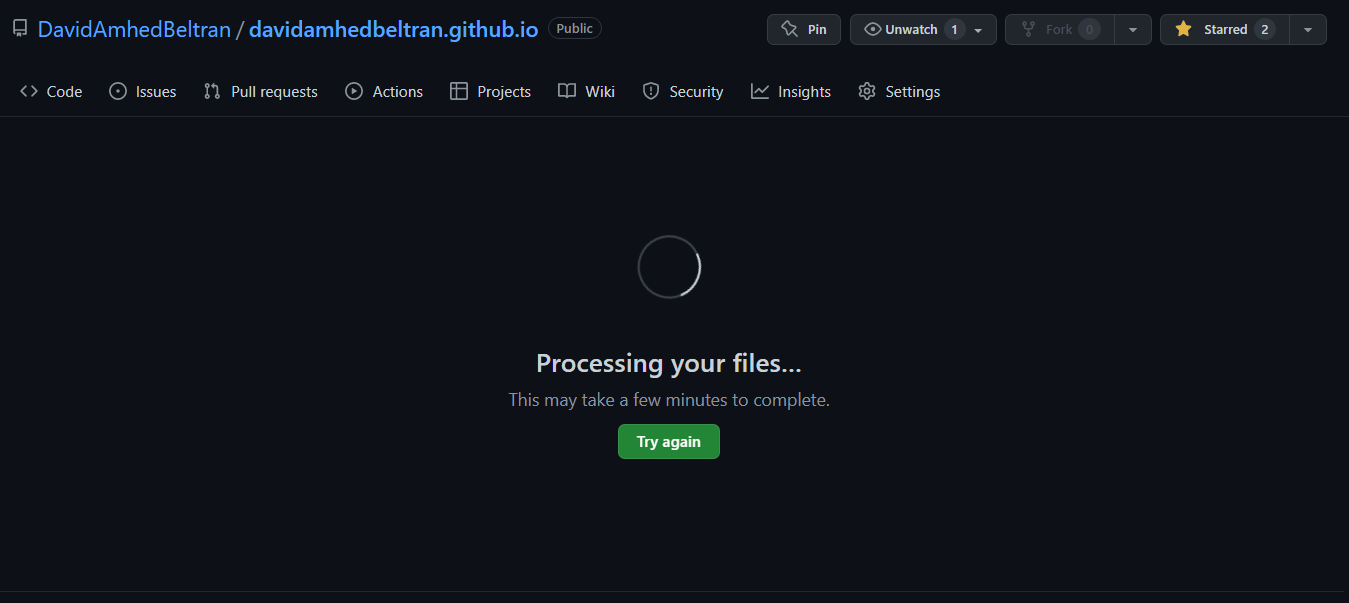 DavidAmhedBeltran / davidamhedbeltran.github.io Public Pin Unwatch 1 Fork 0 Starred 2
Code Issues Pull requests Actions Projects Wiki Security Insights Settings
Processing your files...
This may take a few minutes to complete.
Try again